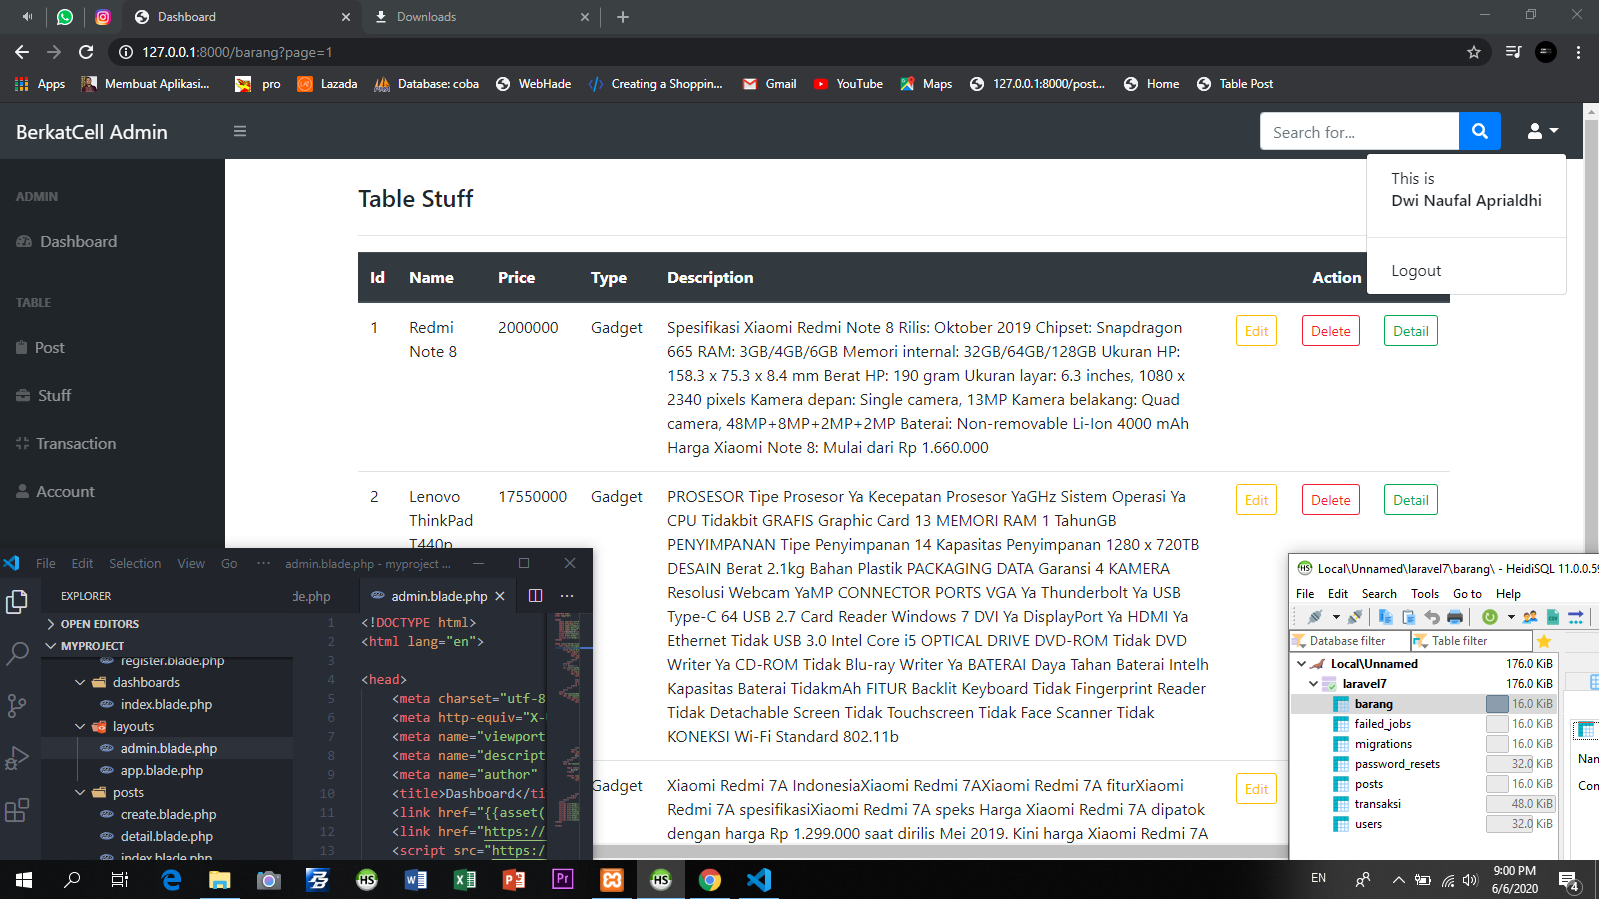 Dashboard
Downloads
127.0.0.1:8000/barang?page=1
Apps
Membuat Aplikasi...
pro
Lazada
Database: coba
WebHade
Creating a Shoppin...
Gmail
YouTube
Maps
127.0.0.1:8000/post...
Home
Table Post
BerkatCell Admin
Search for...
This is
Dwi Naufal Aprialdhi
Logout
ADMIN
Dashboard
TABLE
Post
Stuff
Transaction
Account
Table Stuff
Id Name Price Type Description Action
1
Redmi
Note 8
2000000
Gadget
Spesifikasi Xiaomi Redmi Note 8 Rilis: Oktober 2019 Chipset: Snapdragon
665 RAM: 3GB/4GB/6GB Memori internal: 32GB/64GB/128GB Ukuran HP:
158.3 x 75.3 x 8.4 mm Berat HP: 190 gram Ukuran layar: 6.3 inches, 1080 x
2340 pixels Kamera depan: Single camera, 13MP Kamera belakang: Quad
camera, 48MP+8MP+2MP+2MP Baterai: Non-removable Li-Ion 4000 mAh
Harga Xiaomi Note 8: Mulai dari Rp 1.660.000
Edit Delete Detail
2
Lenovo
ThinkPad
T440p
17550000
Gadget
PROSESOR Tipe Prosesor Ya Kecepatan Prosesor YaGHz Sistem Operasi Ya
CPU Tidakbit GRAFIS Graphic Card 13 MEMORI RAM 1 TahunGB
PENYIMPANAN Tipe Penyimpanan 14 Kapasitas Penyimpanan 1280 x 720TB
DESAIN Berat 2.1kg Bahan Plastik PACKAGING DATA Garansi 4 KAMERA
Resolusi Webcam YaMP CONNECTOR PORTS VGA Ya Thunderbolt Ya USB
Type-C 64 USB 2.7 Card Reader Windows 7 DVI Ya DisplayPort Ya HDMI Ya
Ethernet Tidak USB 3.0 Intel Core i5 OPTICAL DRIVE DVD-ROM Tidak DVD
Writer Ya CD-ROM Tidak Blu-ray Writer Ya BATERAI Daya Tahan Baterai Intelh
Kapasitas Baterai TidakmAh FITUR Backlit Keyboard Tidak Fingerprint Reader
Tidak Detachable Screen Tidak Touchscreen Tidak Face Scanner Tidak
KONEKSI Wi-Fi Standard 802.11b
Edit Delete Detail
Gadget
Xiaomi Redmi 7A IndonesiaXiaomi Redmi 7AXiaomi Redmi 7A fiturXiaomi
Redmi 7A spesifikasiXiaomi Redmi 7A speks Harga Xiaomi Redmi 7A dipatok
dengan harga Rp 1.299.000 saat dirilis Mei 2019. Kini harga Xiaomi Redmi 7A
Edit
File Edit Selection View Go ··· admin.blade.php - myproject ...
EXPLORER
OPEN EDITORS
MYPROJECT
register.blade.php
dashboards
index.blade.php
layouts
admin.blade.php
app.blade.php
posts
create.blade.php
detail.blade.php
index.blade.php
de.php
admin.blade.php
1 <!DOCTYPE html>
2 <html lang="en">
3
4 <head>
5 <meta charset="utf-8
6 <meta http-equiv="X-
7 <meta name="viewport
8 <meta name="descript
9 <meta name="author"
10 <title>Dashboard</ti
11 <link href="{{asset(
12 <link href="https://
13 <script src="https:/
Local\Unnamed\laravel7\barang\ - HeidiSQL 11.0.0.59
File Edit Search Tools Go to Help
Database filter
Table filter
Local\Unnamed 176.0 KiB
laravel7 176.0 KiB
barang 16.0 KiB
failed_jobs 16.0 KiB
migrations 16.0 KiB
password_resets 32.0 KiB
posts 16.0 KiB
transaksi 48.0 KiB
users 32.0 KiB
Nan
Con
HS
W
X
P
Pr
HS
EN
9:00 PM
6/6/2020
4